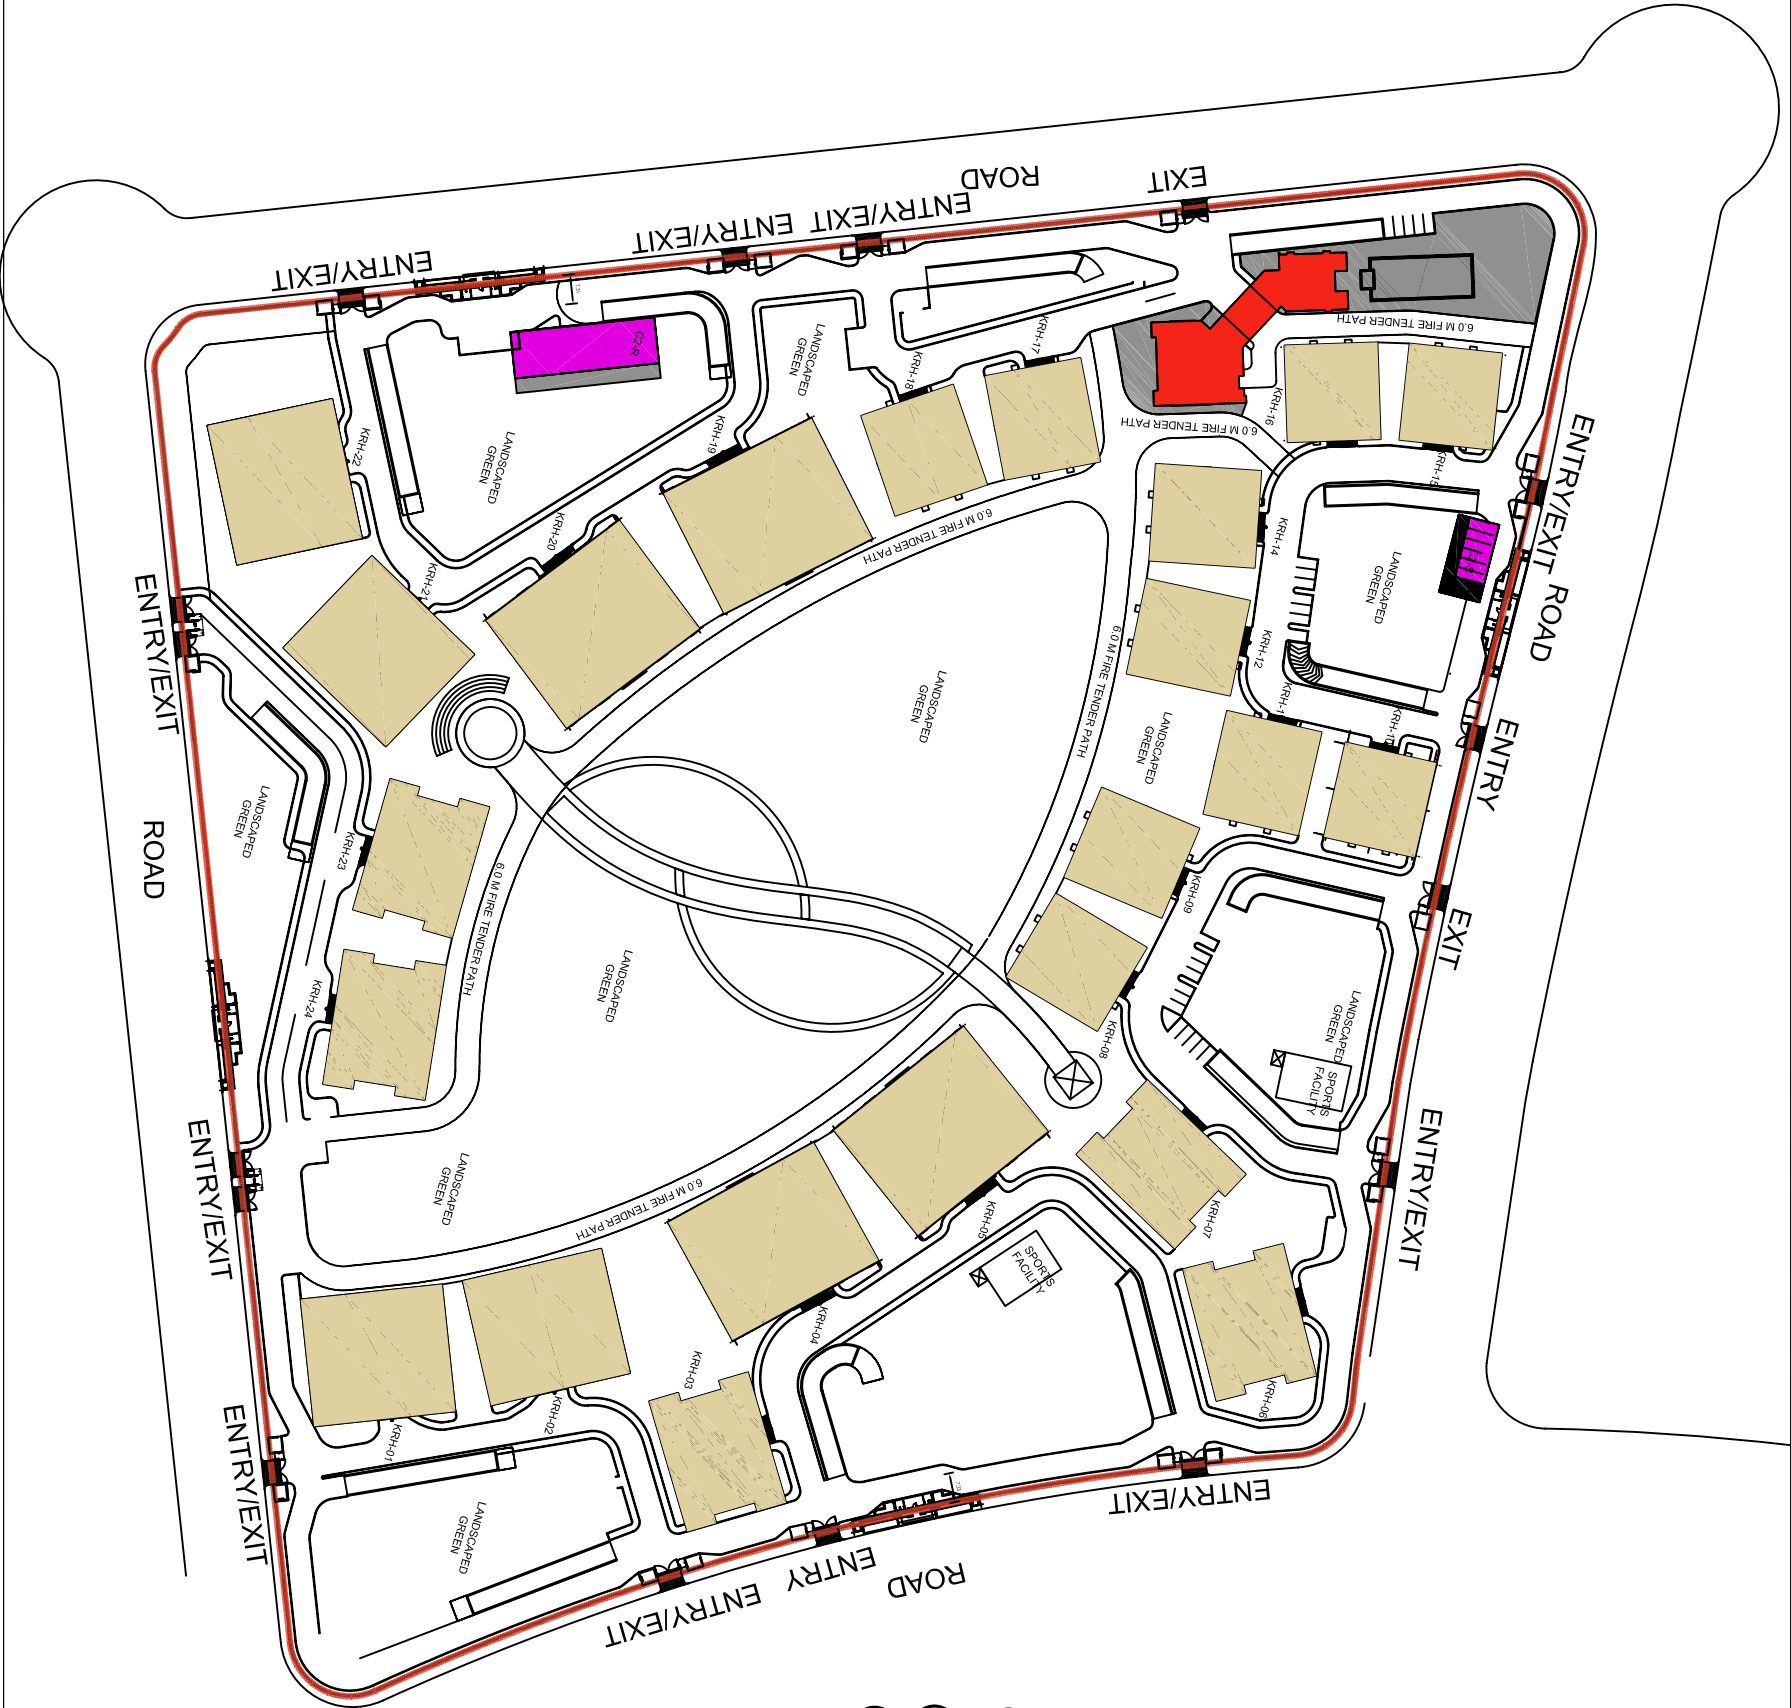 ROAD
EXIT
ENTRY/EXIT
ENTRY/EXIT
ENTRY/EXIT
C2-R
6.0 M FIRE TENDER PATH
KRH-17
KRH-18
LANDSCAPED
GREEN
6.0 M FIRE TENDER PATH
KRH-16
KRH-19
KRH-22
LANDSCAPED
GREEN
KRH-15
ENTRY/EXIT
KRH-20
6.0 M FIRE TENDER PATH
KRH-14
KRH-21
LANDSCAPED
GREEN
ROAD
ENTRY/EXIT
KRH-12
6.0 M FIRE TENDER PATH
LANDSCAPED
GREEN
LANDSCAPED
GREEN
KRH-10
ENTRY
LANDSCAPED
GREEN
ROAD
KRH-23
KRH-09
EXIT
6.0 M FIRE TENDER PATH
LANDSCAPED
GREEN
KRH-24
KRH-08
LANDSCAPED
GREEN
SPORTS
FACILITY
ENTRY/EXIT
ENTRY/EXIT
LANDSCAPED
GREEN
6.0 M FIRE TENDER PATH
KRH-05
KRH-07
SPORTS
FACILITY
KRH-04
KRH-03
KRH-06
KRH-02
KRH-01
ENTRY/EXIT
ENTRY/EXIT
LANDSCAPED
GREEN
ENTRY
ROAD
ENTRY/EXIT